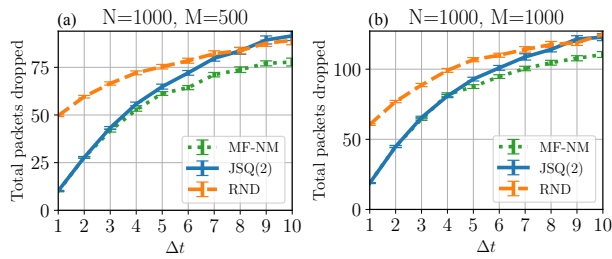 (a) N=1000, M=500
Total packets dropped
75
50
25
0
MF-NM
JSQ(2)
RND
1 2 3 4 5 6 7 8 9 10
Δt
(b) N=1000, M=1000
Total packets dropped
100
50
0
MF-NM
JSQ(2)
RND
1 2 3 4 5 6 7 8 9 10
Δt